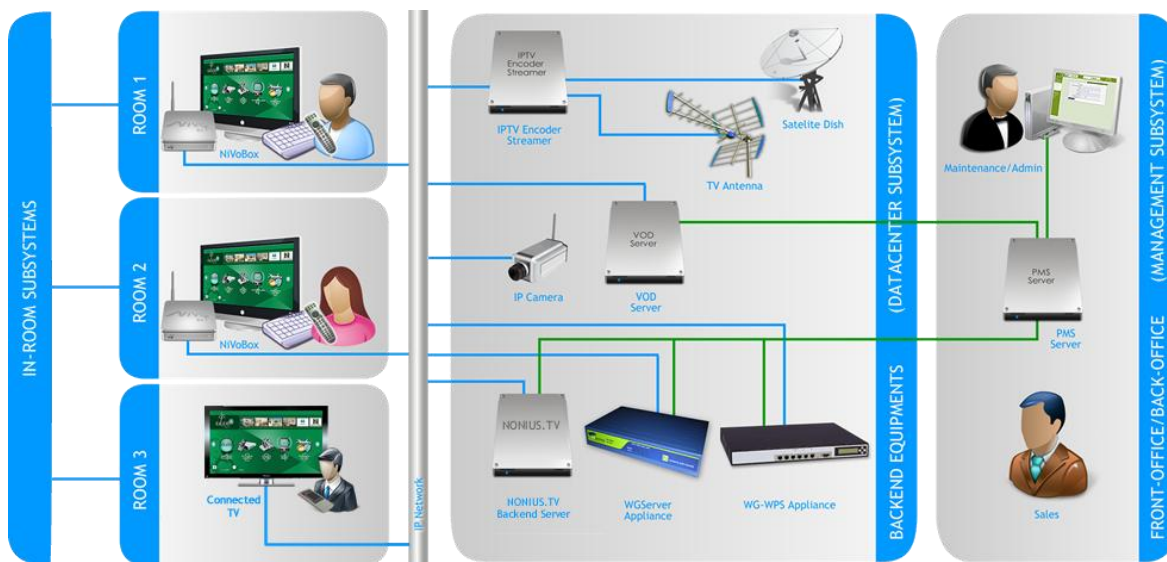 IN-ROOM SUBSYSTEMS
ROOM 1
NiVoBox
ROOM 2
NiVoBox
ROOM 3
Connected
TV
IP Network
IPTV
Encoder
Streamer
IPTV Encoder
Streamer
Satelite Dish
TV Antenna
VOD
Server
VOD
Server
IP Camera
NONIUS.TV
NONIUS.TV
Backend Server
WGServer
Appliance
WG-WPS Appliance
BACKEND EQUIPMENTS
(DATACENTER SUBSYSTEM)
Maintenance/Admin
PMS
Server
PMS
Server
Sales
FRONT-OFFICE/BACK-OFFICE
(MANAGEMENT SUBSYSTEM)